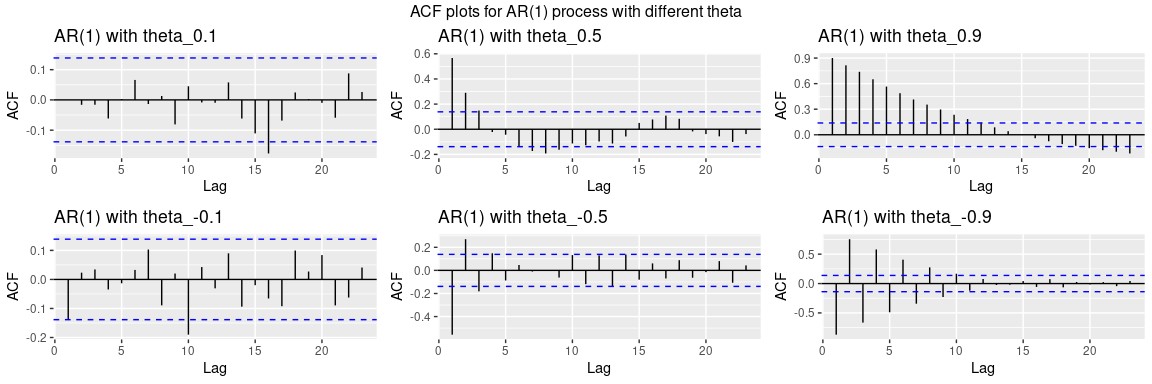 ACF plots for AR(1) process with different theta
AR(1) with theta_0.1
ACF
0.1
0.0
-0.1
0 5 10 15 20
Lag
AR(1) with theta_0.5
ACF
0.6
0.4
0.2
0.0
-0.2
0 5 10 15 20
Lag
AR(1) with theta_0.9
ACF
0.9
0.6
0.3
0.0
0 5 10 15 20
Lag
AR(1) with theta_-0.1
ACF
0.1
0.0
-0.1
-0.2
0 5 10 15 20
Lag
AR(1) with theta_-0.5
ACF
0.2
0.0
-0.2
-0.4
0 5 10 15 20
Lag
AR(1) with theta_-0.9
ACF
0.5
0.0
-0.5
0 5 10 15 20
Lag